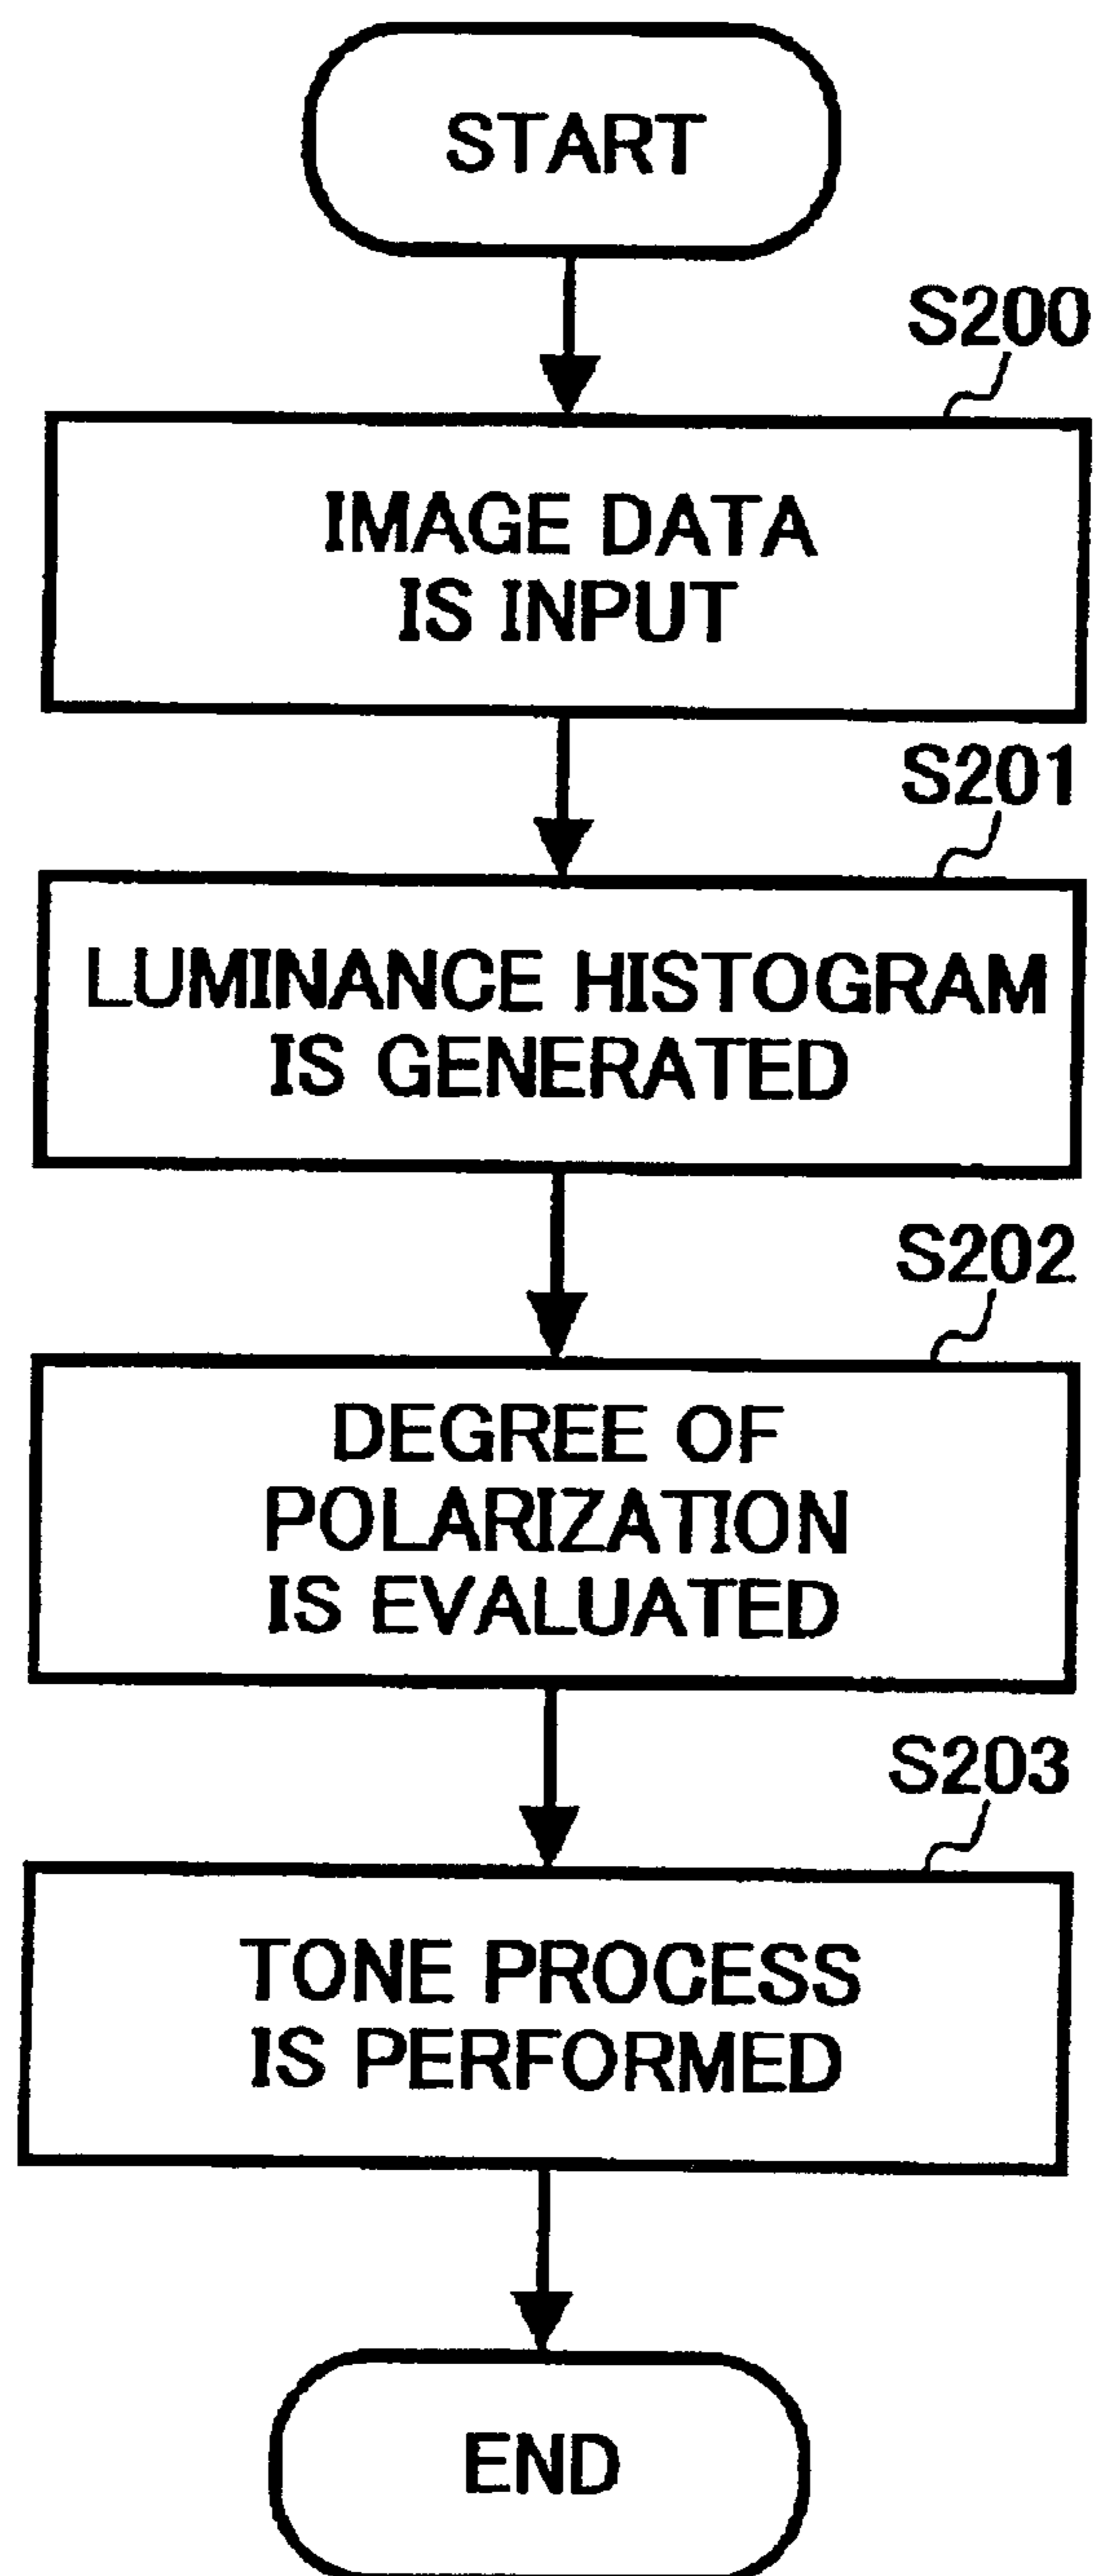 START
S200
IMAGE DATA
IS INPUT
S201
LUMINANCE HISTOGRAM
IS GENERATED
S202
DEGREE OF
POLARIZATION
IS EVALUATED
S203
TONE PROCESS
IS PERFORMED
END